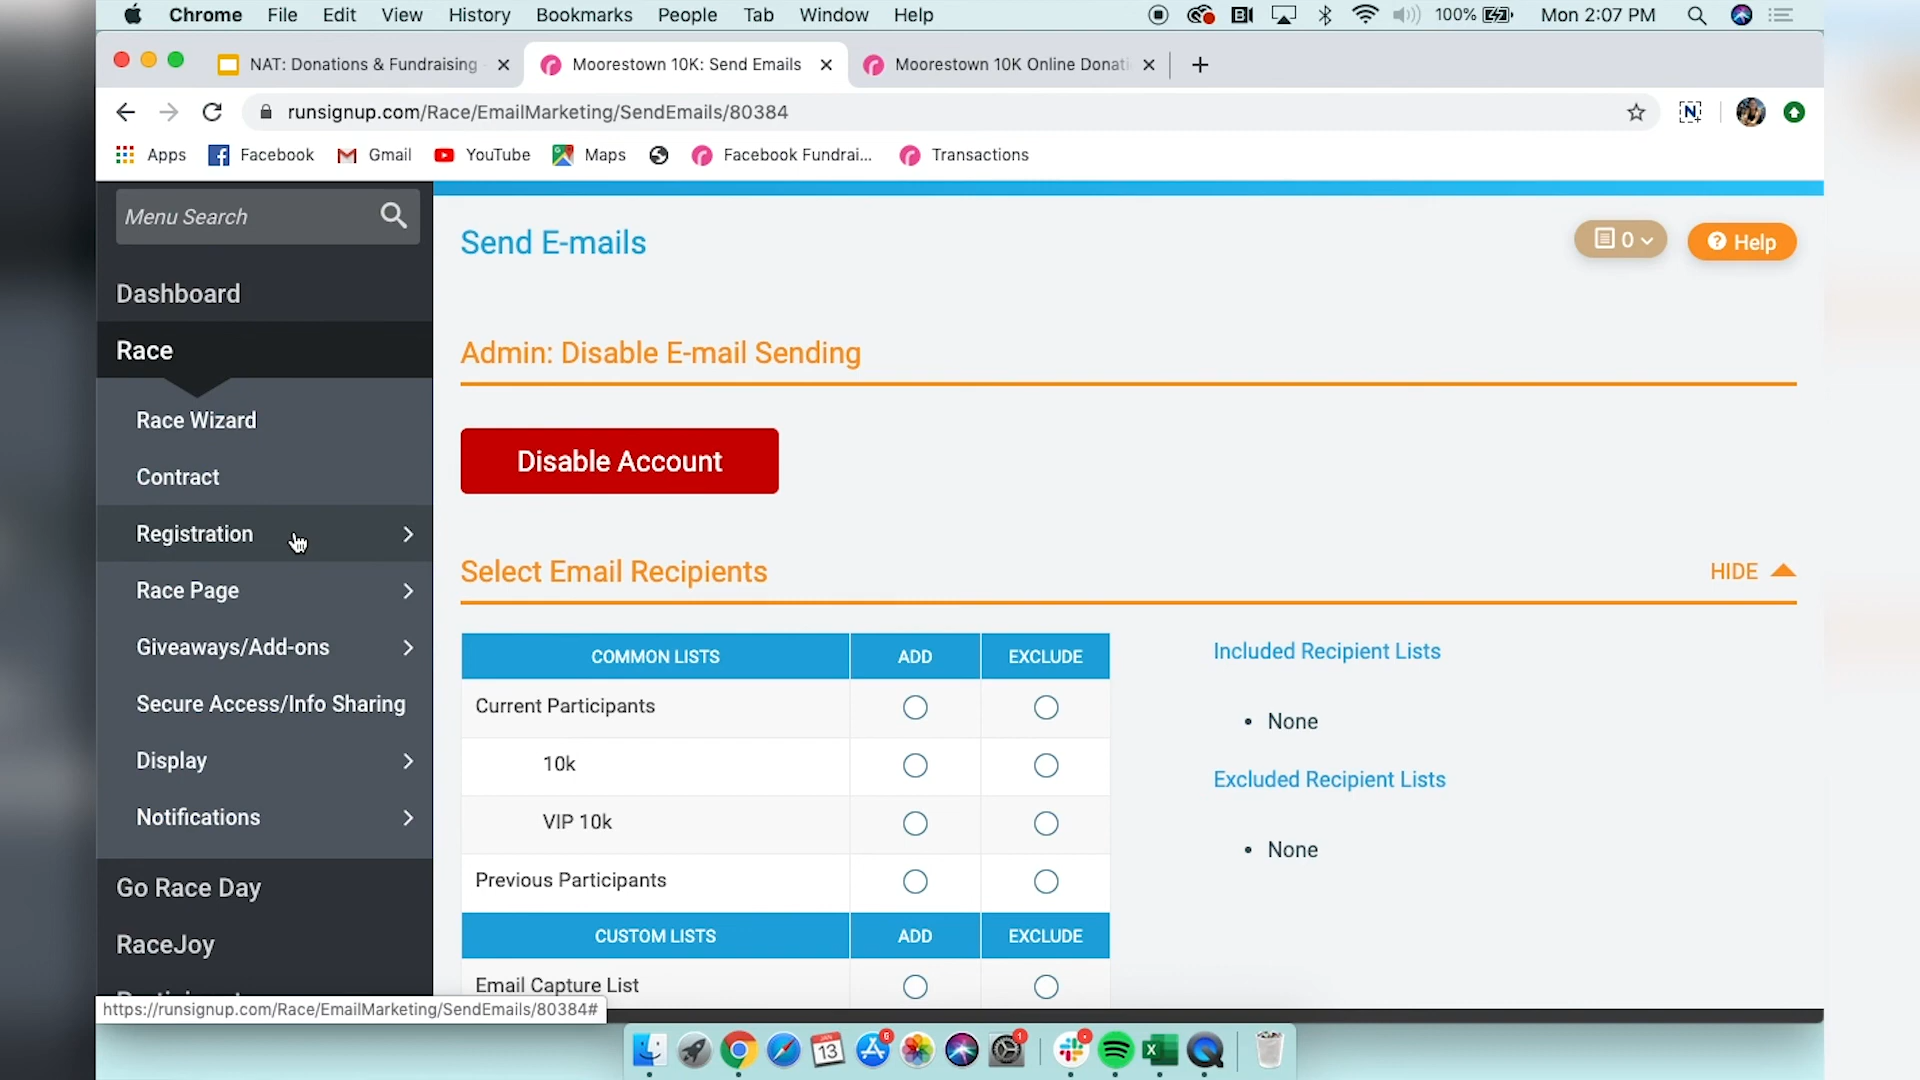 Chrome File Edit View History Bookmarks People Tab Window Help 100% Mon 2:07 PM
NAT: Donations & Fundraising Moorestown 10K: Send Emails Moorestown 10K Online Donati
runsignup.com/Race/EmailMarketing/SendEmails/80384
Apps Facebook Gmail YouTube Maps Facebook Fundrai... Transactions
Menu Search
Dashboard
Race
Race Wizard
Contract
Registration
Race Page
Giveaways/Add-ons
Secure Access/Info Sharing
Display
Notifications
Go Race Day
RaceJoy
https://runsignup.com/Race/EmailMarketing/SendEmails/80384#
Send E-mails
0
Help
Admin: Disable E-mail Sending
Disable Account
Select Email Recipients
HIDE
COMMON LISTS ADD EXCLUDE
Current Participants
10k
VIP 10k
Previous Participants
CUSTOM LISTS ADD EXCLUDE
Email Capture List
Included Recipient Lists
• None
Excluded Recipient Lists
• None
13